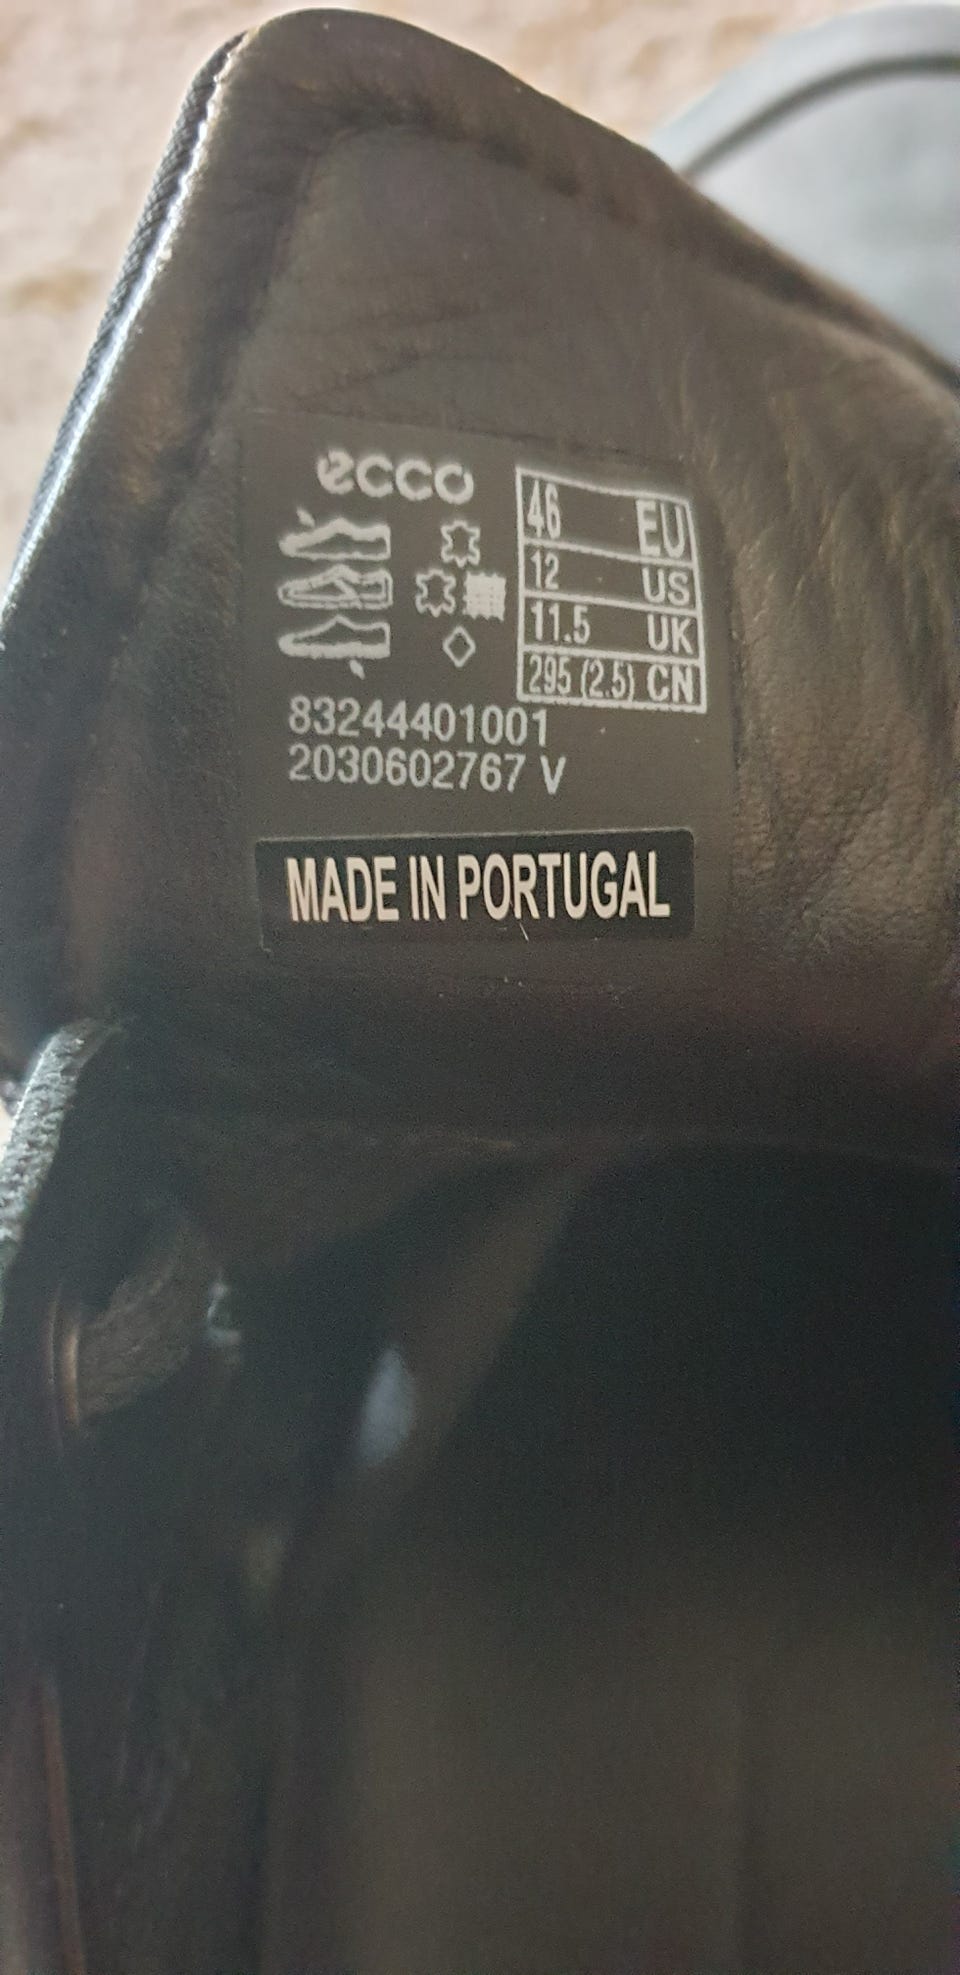 ecco
46 EU
12 US
11.5 UK
295 (2.5) CN
83244401001
2030602767 V
MADE IN PORTUGAL